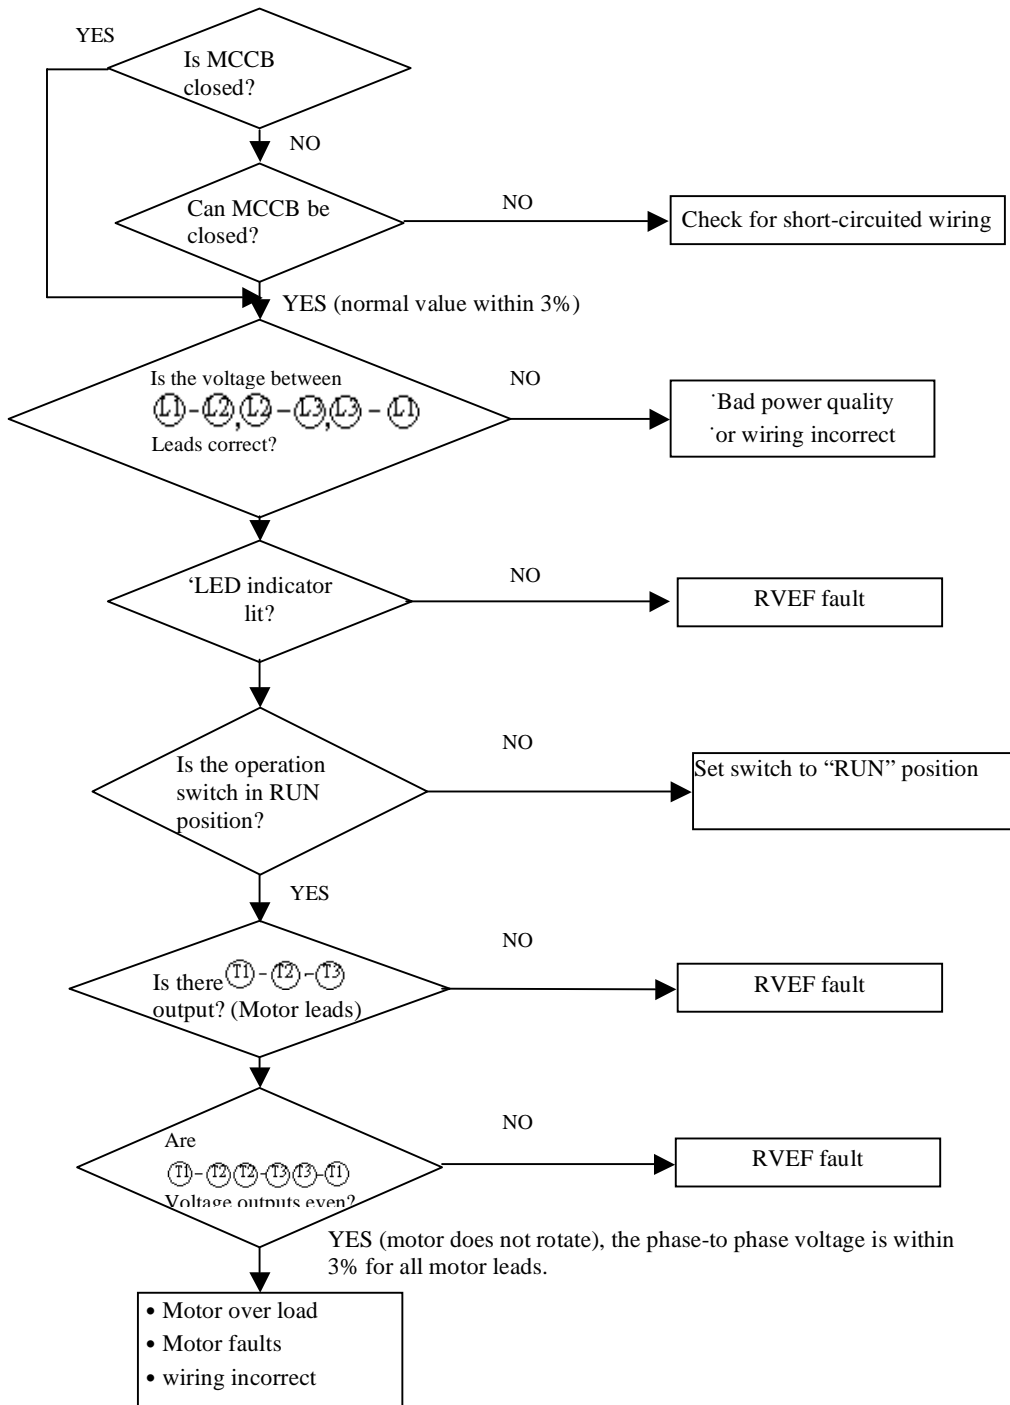 YES
Is MCCB
closed?
NO
Can MCCB be
closed?
NO
Check for short-circuited wiring
YES (normal value within 3%)
Is the voltage between
L1-L2,L2-L3,L3-L1
Leads correct?
NO
˙Bad power quality
˙or wiring incorrect
‘LED indicator
lit?
NO
RVEF fault
Is the operation
switch in RUN
position?
NO
Set switch to “RUN” position
YES
Is there T1-T2-T3
output? (Motor leads)
NO
RVEF fault
Are
T1-T2 T2-T3 T3-T1
Voltage outputs even?
NO
RVEF fault
YES (motor does not rotate), the phase-to phase voltage is within
3% for all motor leads.
• Motor over load
• Motor faults
• wiring incorrect